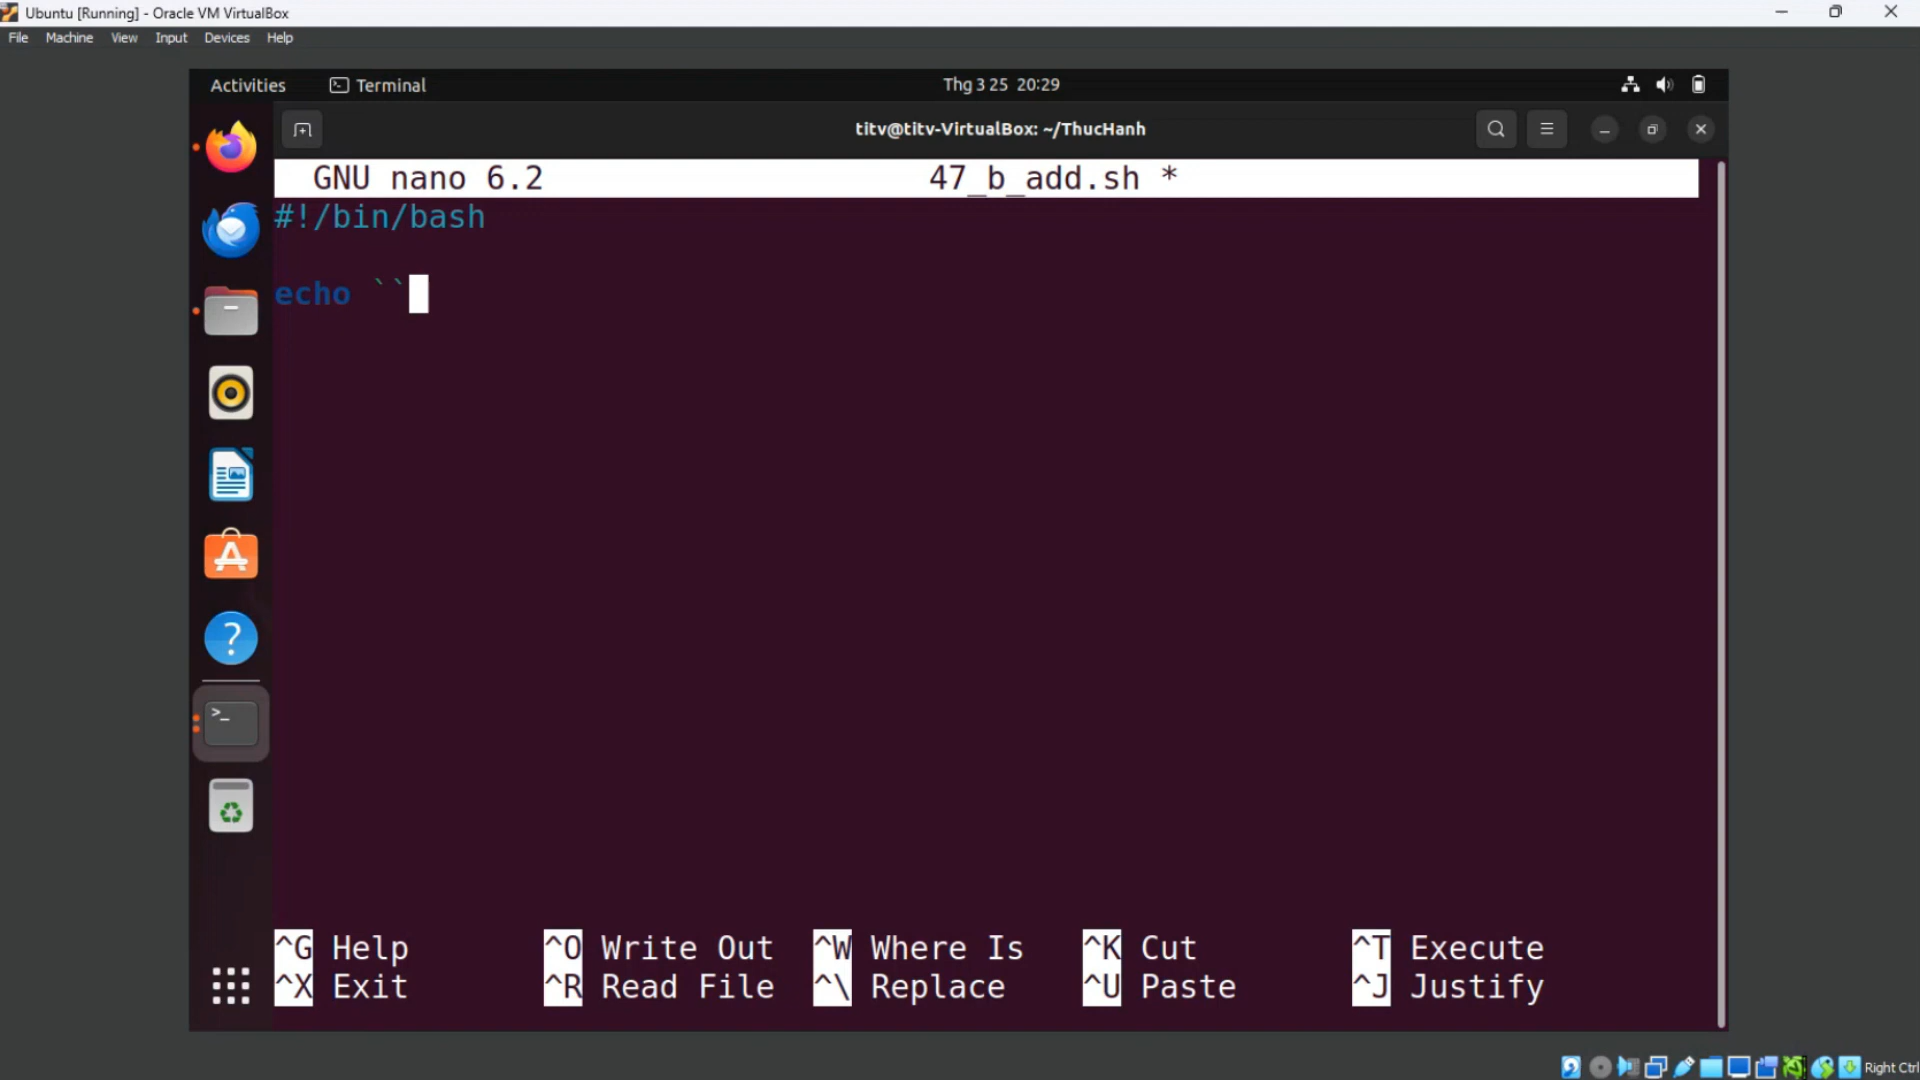 Ubuntu [Running] - Oracle VM VirtualBox
File Machine View Input Devices Help
Activities Terminal Thg 3 25 20:29
titv@titv-VirtualBox: ~/ThucHanh
GNU nano 6.2 47_b_add.sh *
#!/bin/bash
echo ``
^G Help ^O Write Out ^W Where Is ^K Cut ^T Execute
^X Exit ^R Read File ^\ Replace ^U Paste ^J Justify
Right Ctrl